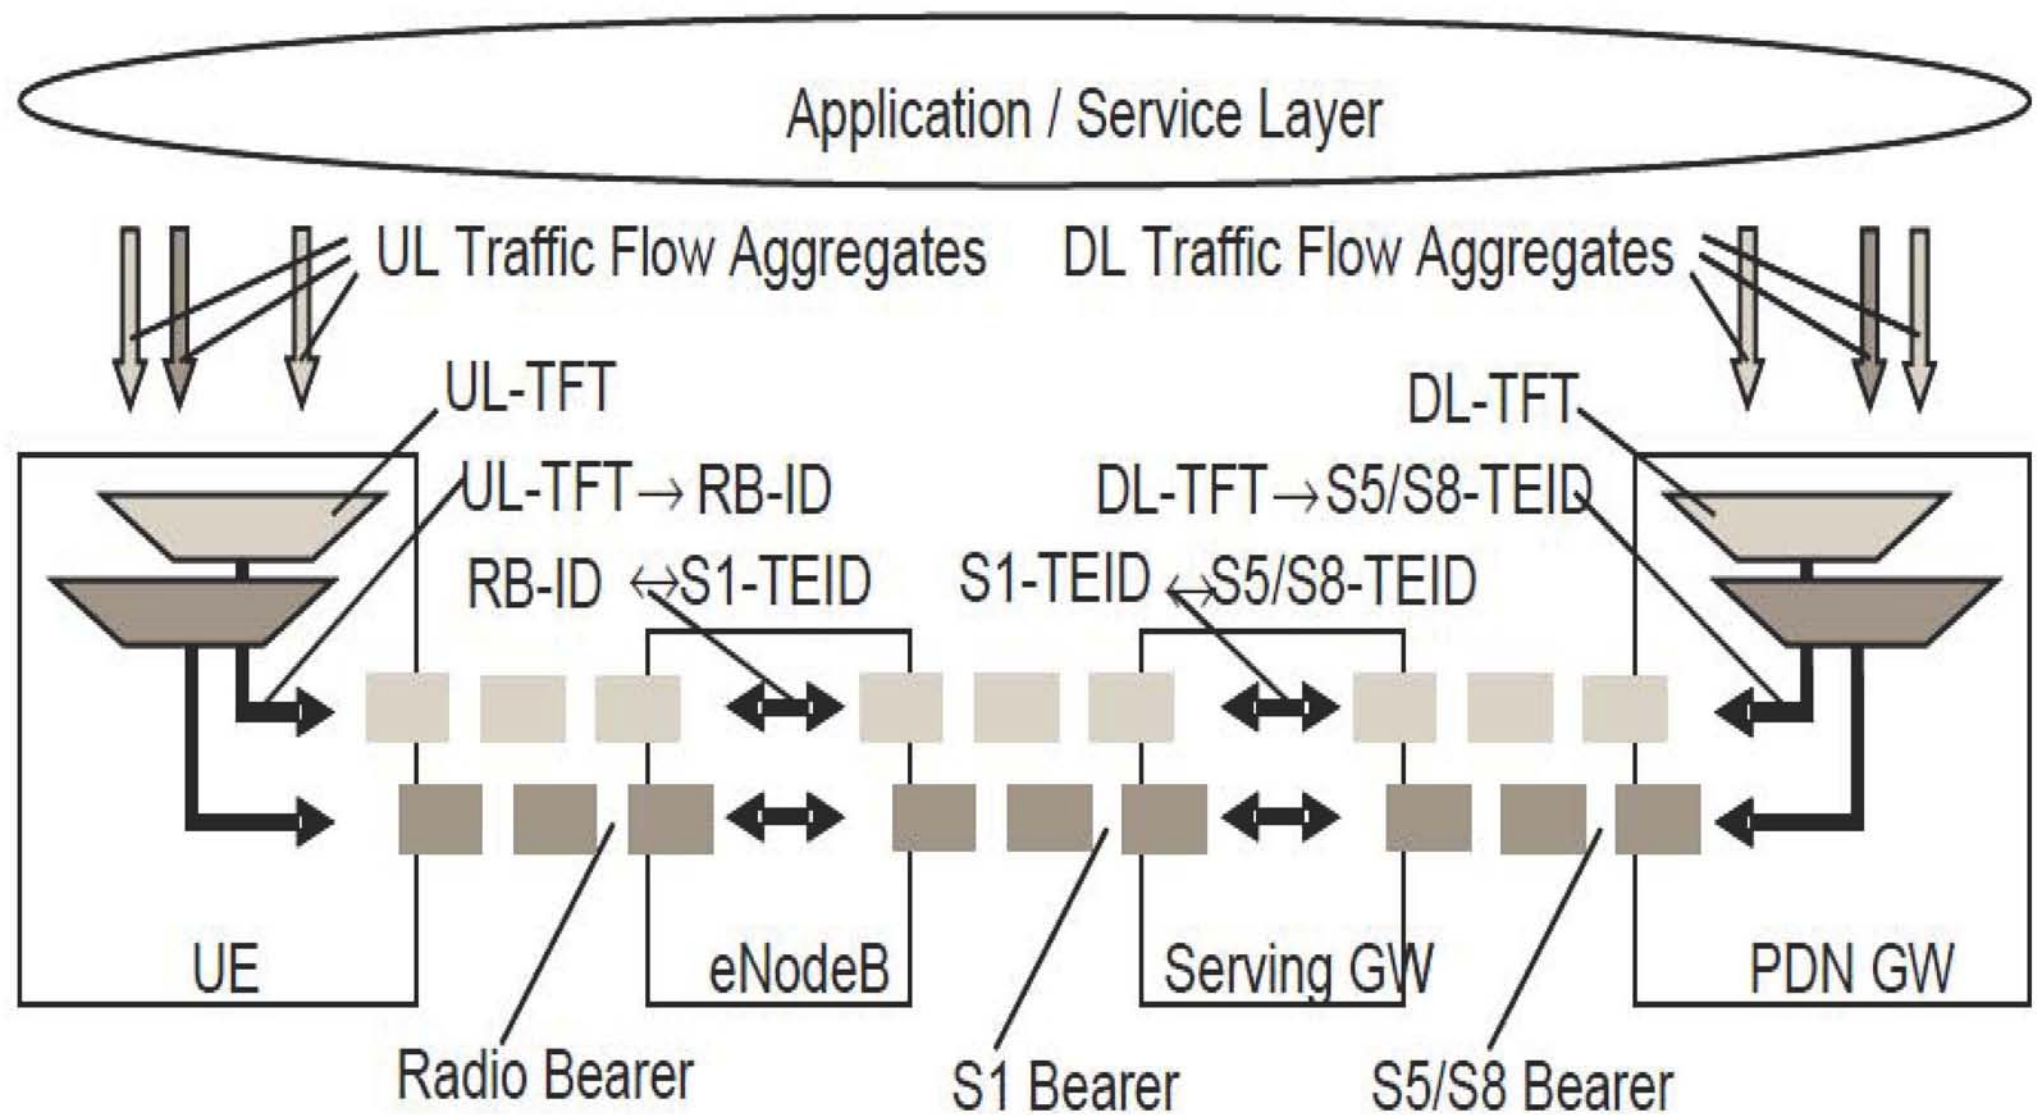 Application / Service Layer
UL Traffic Flow Aggregates
DL Traffic Flow Aggregates
UL-TFT
DL-TFT
UL-TFT→RB-ID
DL-TFT→S5/S8-TEID
RB-ID ↔S1-TEID
S1-TEID ↔S5/S8-TEID
UE
eNodeB
Serving GW
PDN GW
Radio Bearer
S1 Bearer
S5/S8 Bearer